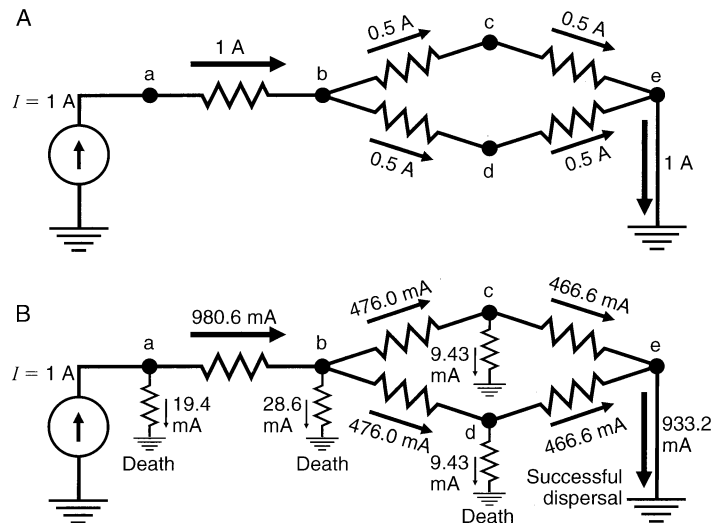 A
c
0.5 A
0.5 A
1 A
a
b
e
I = 1 A
0.5 A
0.5 A
d
1 A
B
c
476.0 mA
466.6 mA
980.6 mA
a
b
e
I = 1 A
9.43
mA
19.4
mA
28.6
mA
476.0 mA
d
466.6 mA
933.2
mA
Death
Death
9.43
mA
Successful
dispersal
Death